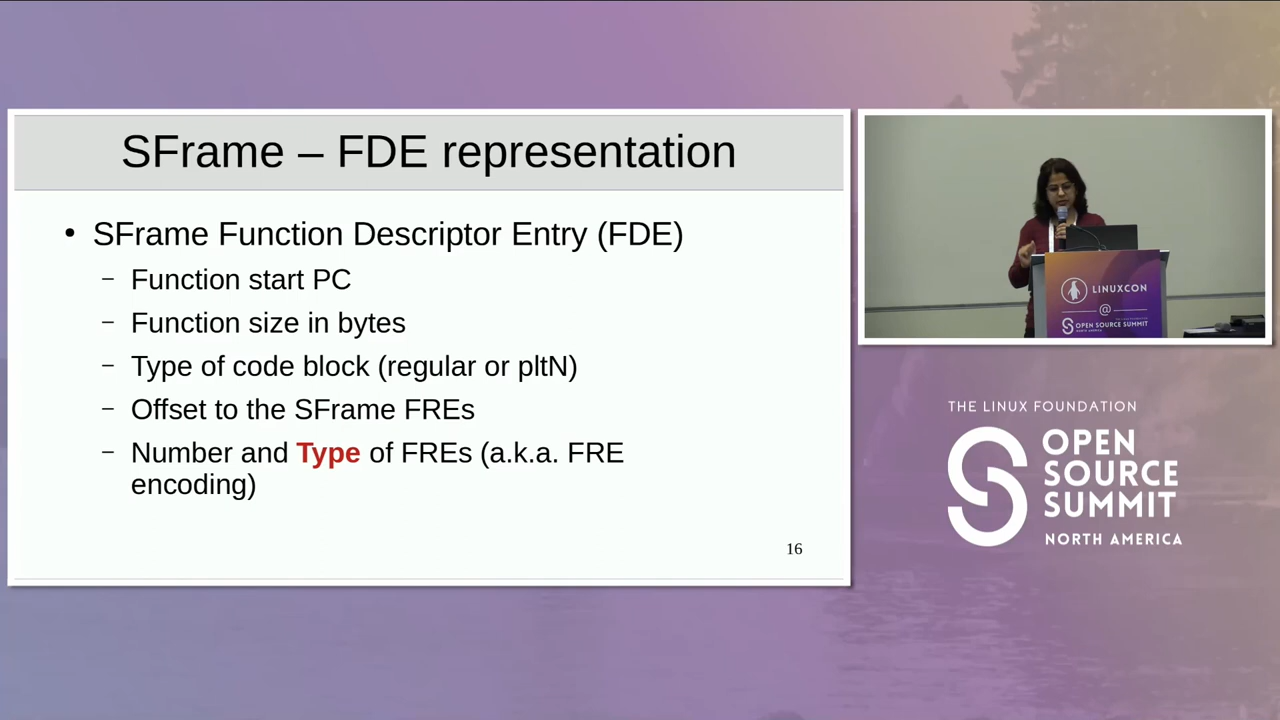 SFrame – FDE representation
• SFrame Function Descriptor Entry (FDE)
– Function start PC
– Function size in bytes
– Type of code block (regular or pltN)
– Offset to the SFrame FREs
– Number and Type of FREs (a.k.a. FRE
encoding)
16
LINUXCON
@
OPEN SOURCE SUMMIT
NORTH AMERICA
THE LINUX FOUNDATION
OPEN
SOURCE
SUMMIT
NORTH AMERICA